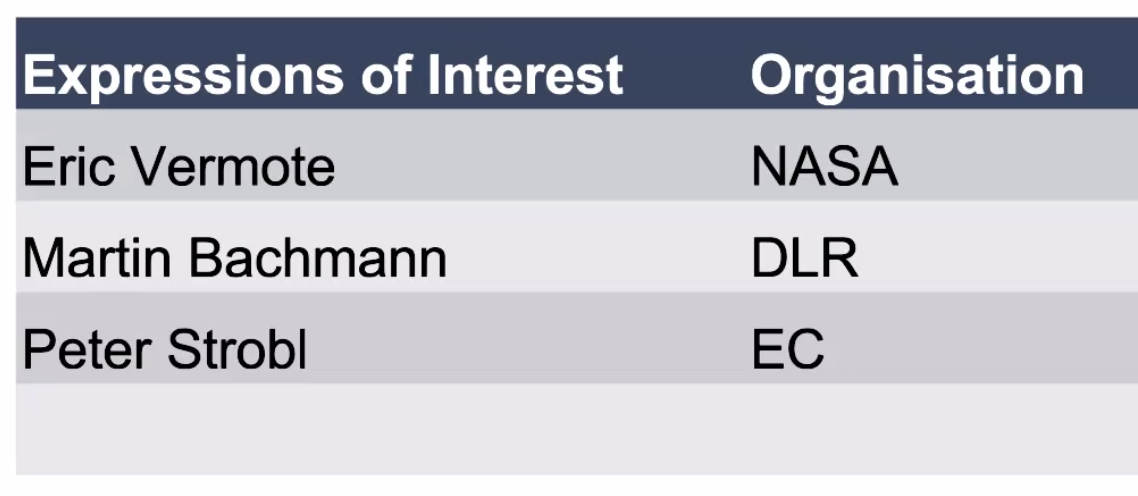 Expressions of Interest Organisation
Eric Vermote NASA
Martin Bachmann DLR
Peter Strobl EC